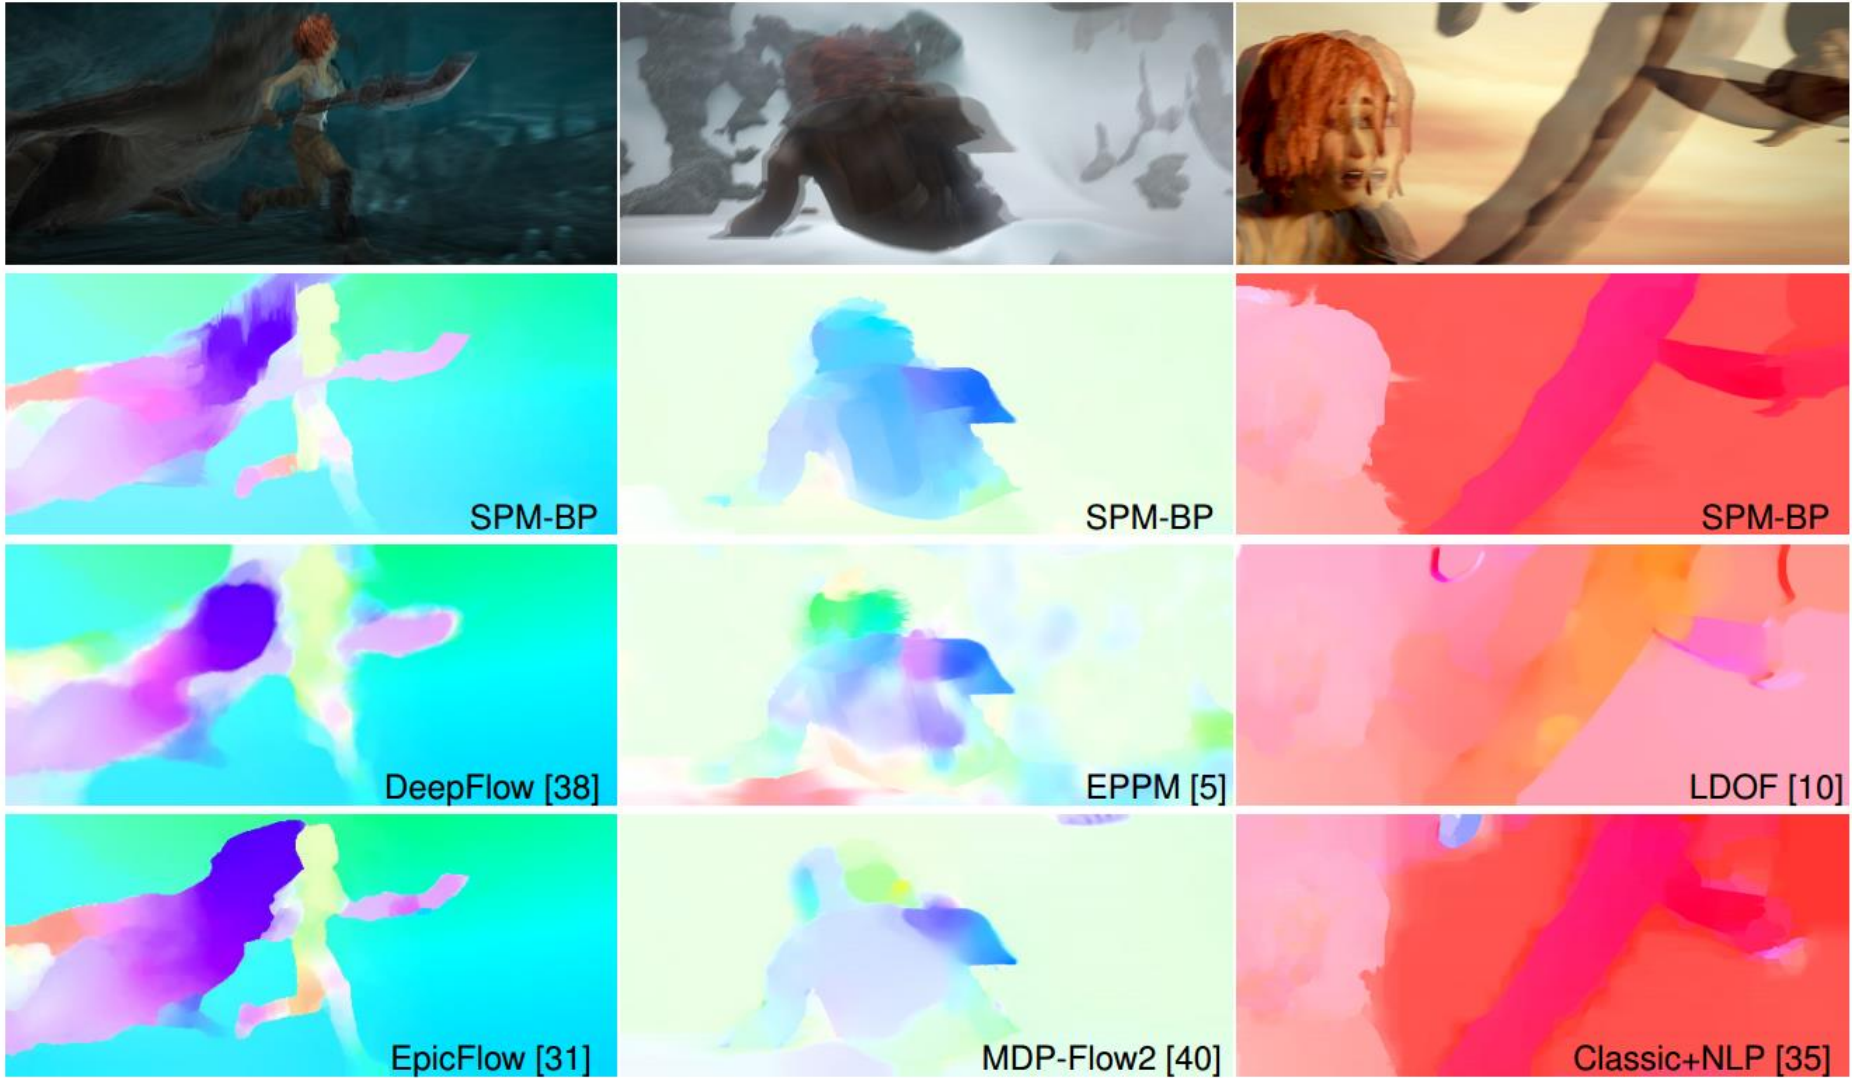 SPM-BP
SPM-BP
SPM-BP
DeepFlow [38]
EPPM [5]
LDOF [10]
EpicFlow [31]
MDP-Flow2 [40]
Classic+NLP [35]